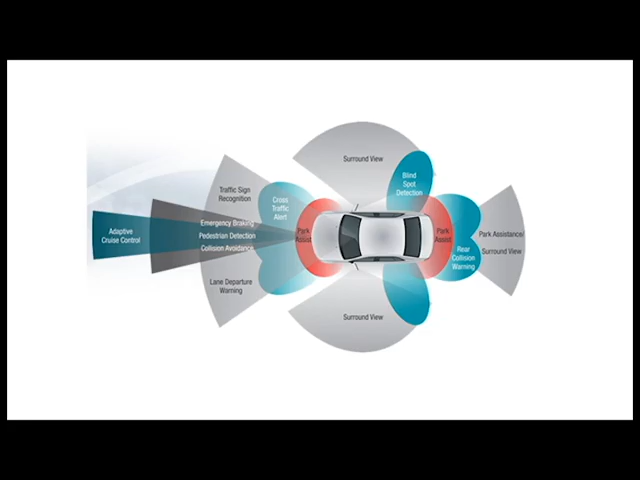 Surround View
Blind
Spot
Detection
Traffic Sign
Recognition
Cross
Traffic
Alert
Adaptive
Cruise Control
Emergency Braking
Pedestrian Detection
Collision Avoidance
Park
Assist
Park
Assist
Park Assistance/
Surround View
Rear
Collision
Warning
Lane Departure
Warning
Surround View